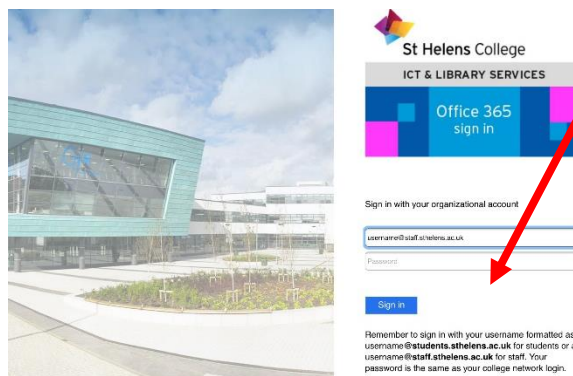 St Helens College
ICT & LIBRARY SERVICES
Office 365
sign in
Sign in with your organizational account
username@staff.sthelens.ac.uk
Password
Sign in
Remember to sign in with your username formatted as
username@students.sthelens.ac.uk for students or a
username@staff.sthelens.ac.uk for staff. Your
password is the same as your college network login.